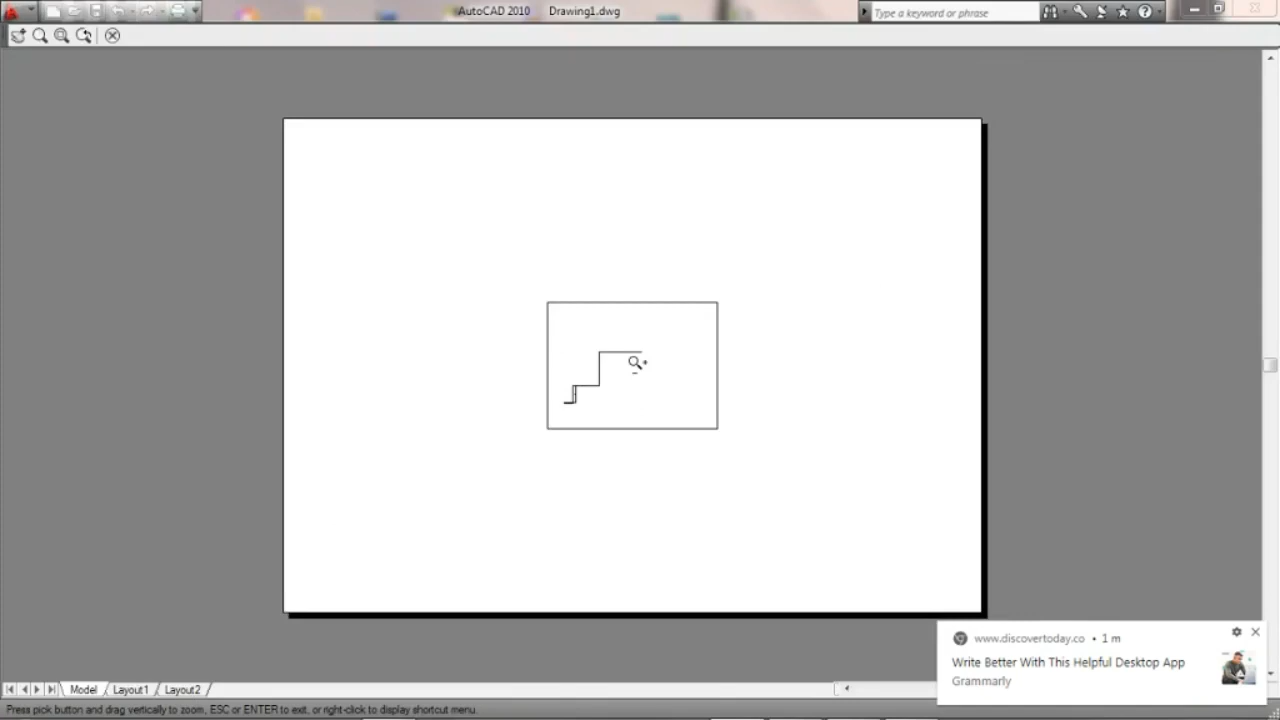 AutoCAD 2010 Drawing1.dwg
Type a keyword or phrase
www.discovertoday.co • 1 m
Write Better With This Helpful Desktop App
Grammarly
Model Layout1 Layout2
Press pick button and drag vertically to zoom, ESC or ENTER to exit, or right-click to display shortcut menu.